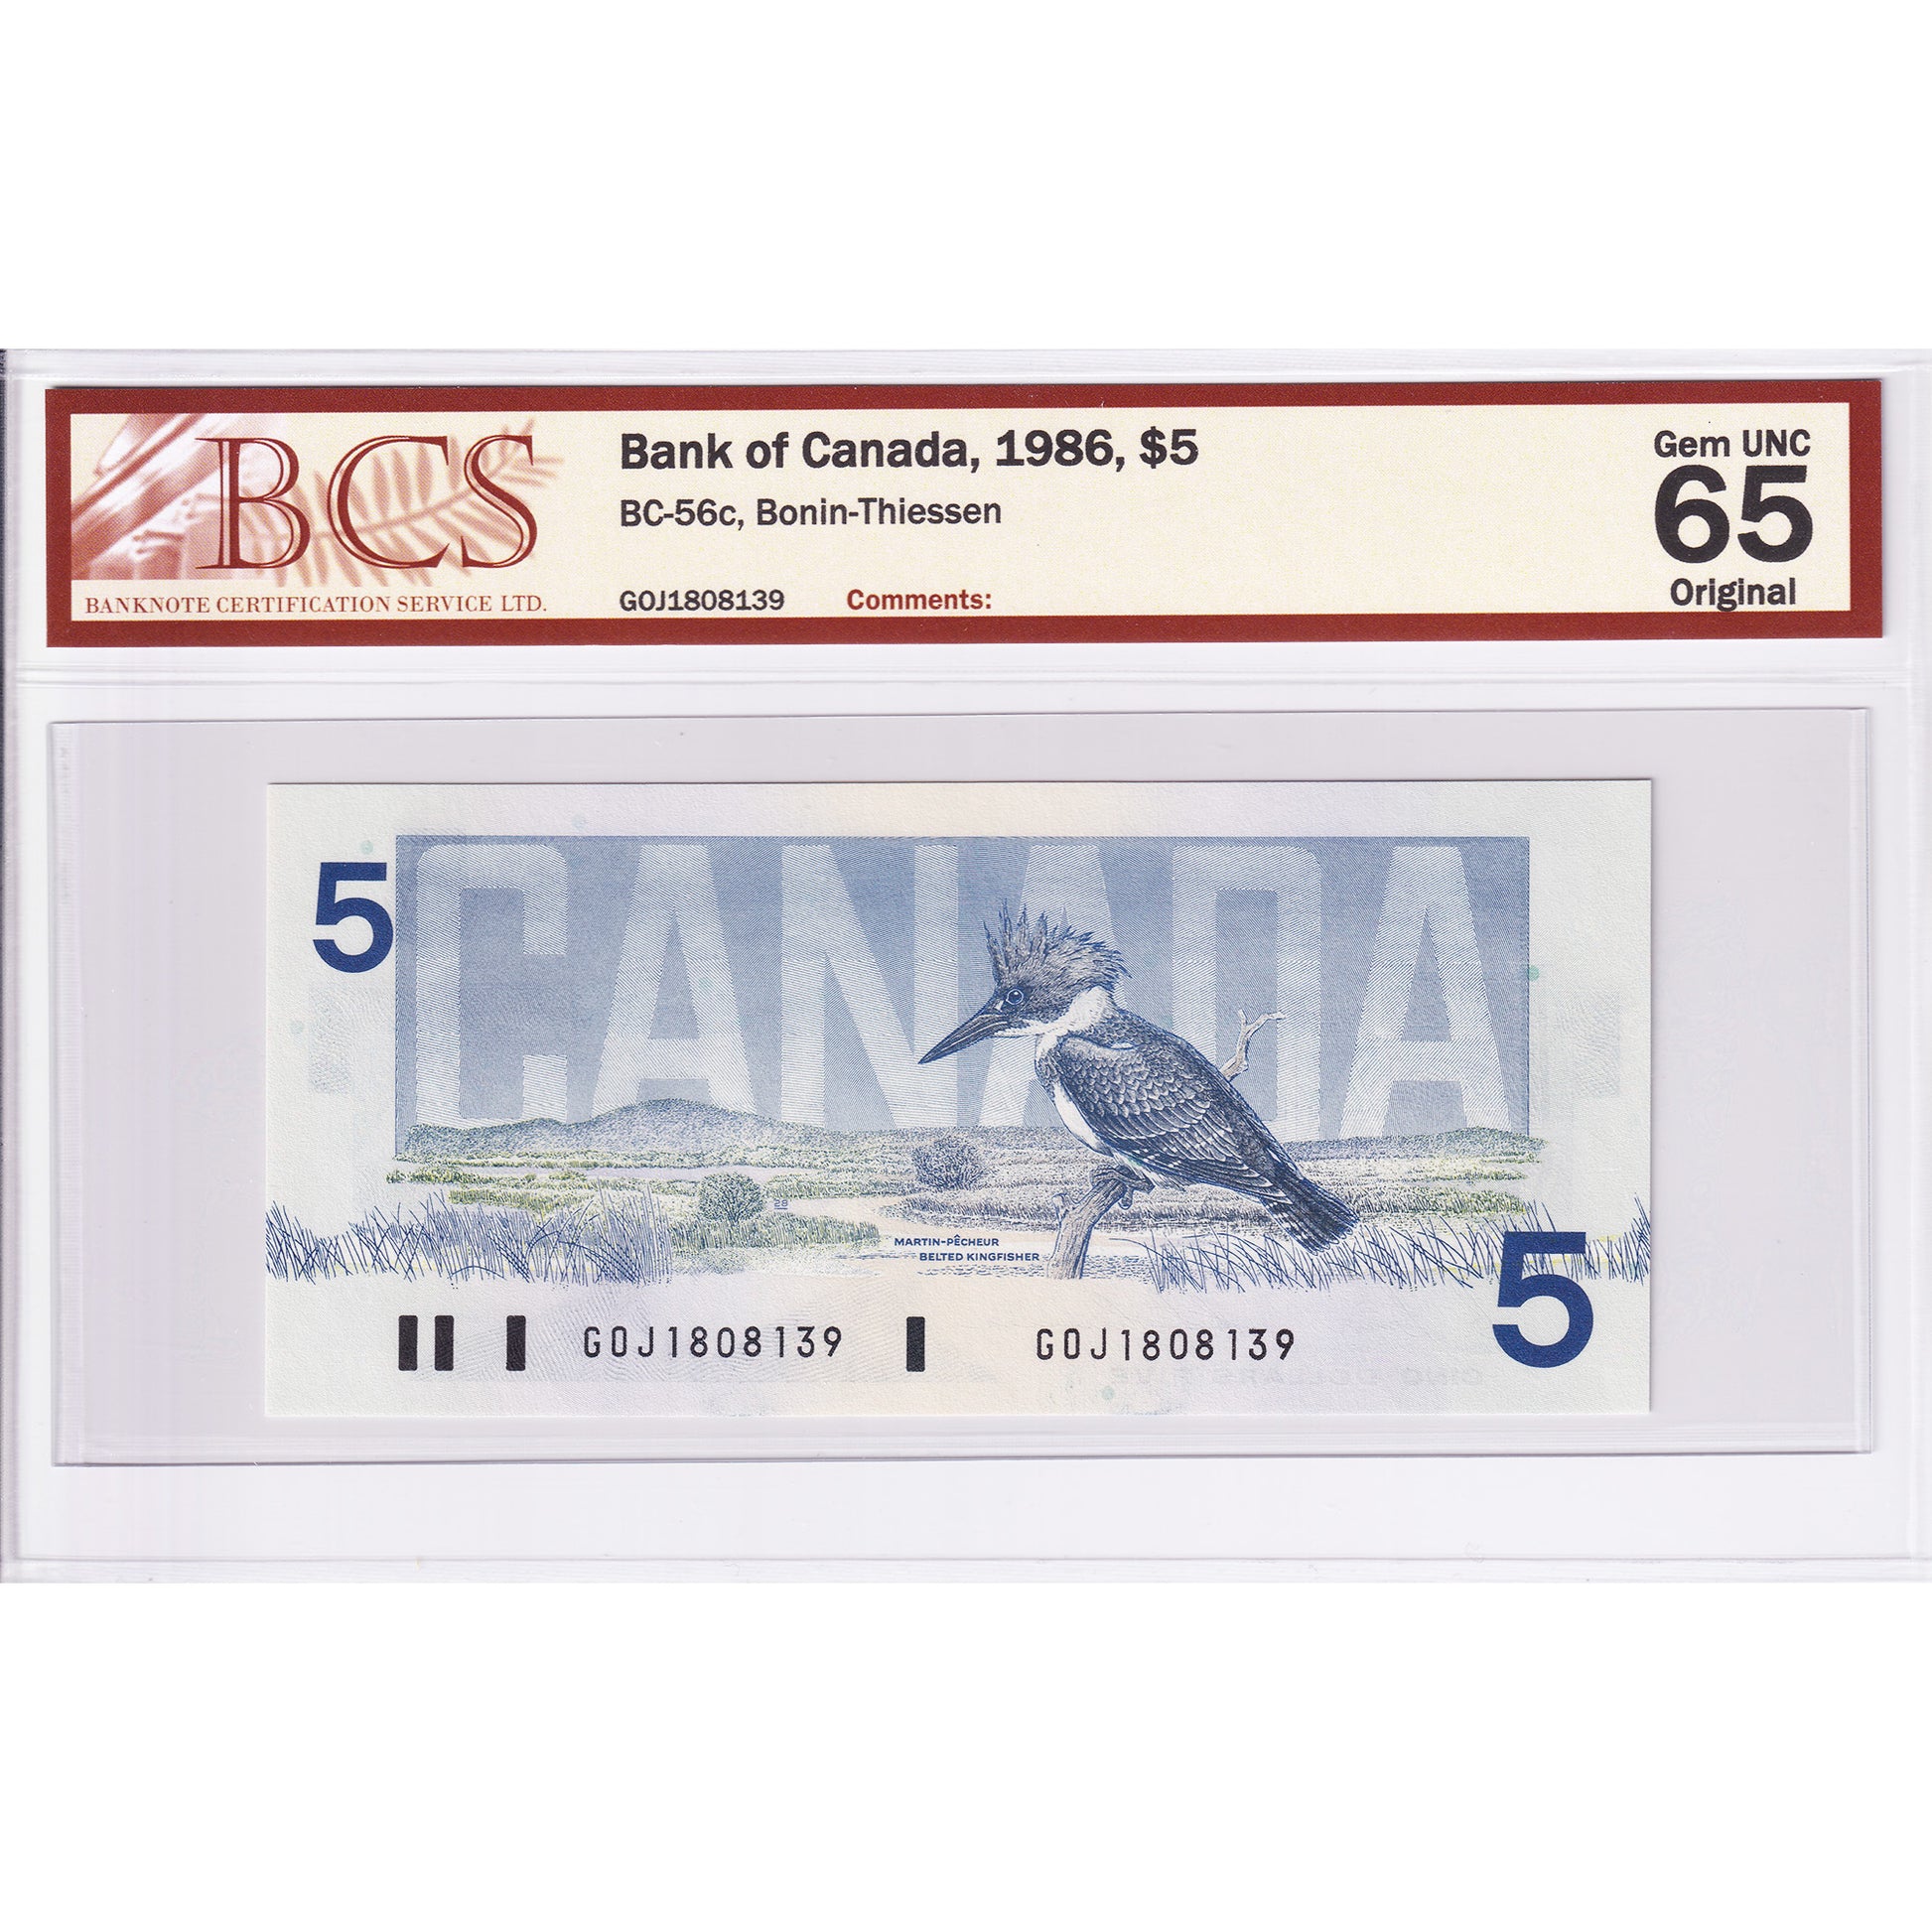 BCS
BANKNOTE CERTIFICATION SERVICE LTD.
Bank of Canada, 1986, $5
BC-56c, Bonin-Thiessen
GOJ1808139 Comments:
Gem UNC
65
Original
5
CANADA
28
MARTIN-PÊCHEUR
BELTED KINGFISHER
GOJ1808139 GOJ1808139
5